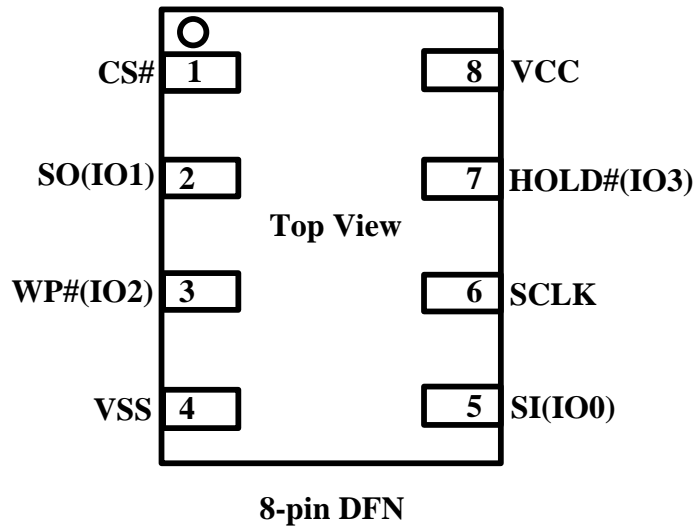 CS# 1 8 VCC
SO(IO1) 2 7 HOLD#(IO3)
Top View
WP#(IO2) 3 6 SCLK
VSS 4 5 SI(IO0)
8-pin DFN